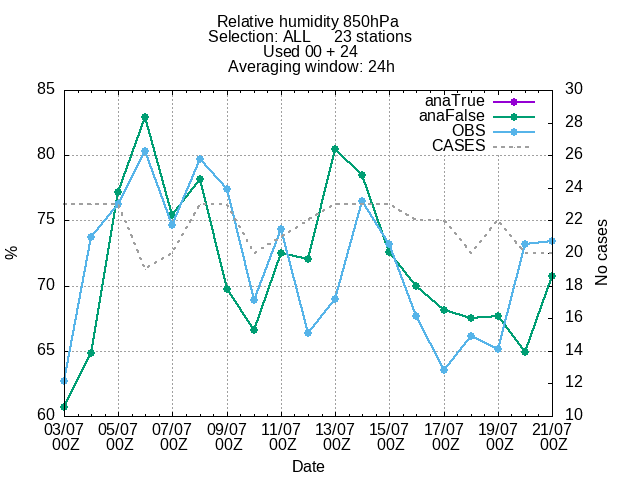 Relative humidity 850hPa
Selection: ALL     23 stations
Used 00 + 24
Averaging window: 24h
anaTrue
anaFalse
OBS
CASES
85
80
75
70
65
60
%
30
28
26
24
22
20
18
16
14
12
10
No cases
03/07 05/07 07/07 09/07 11/07 13/07 15/07 17/07 19/07 21/07
00Z 00Z 00Z 00Z 00Z 00Z 00Z 00Z 00Z 00Z
Date